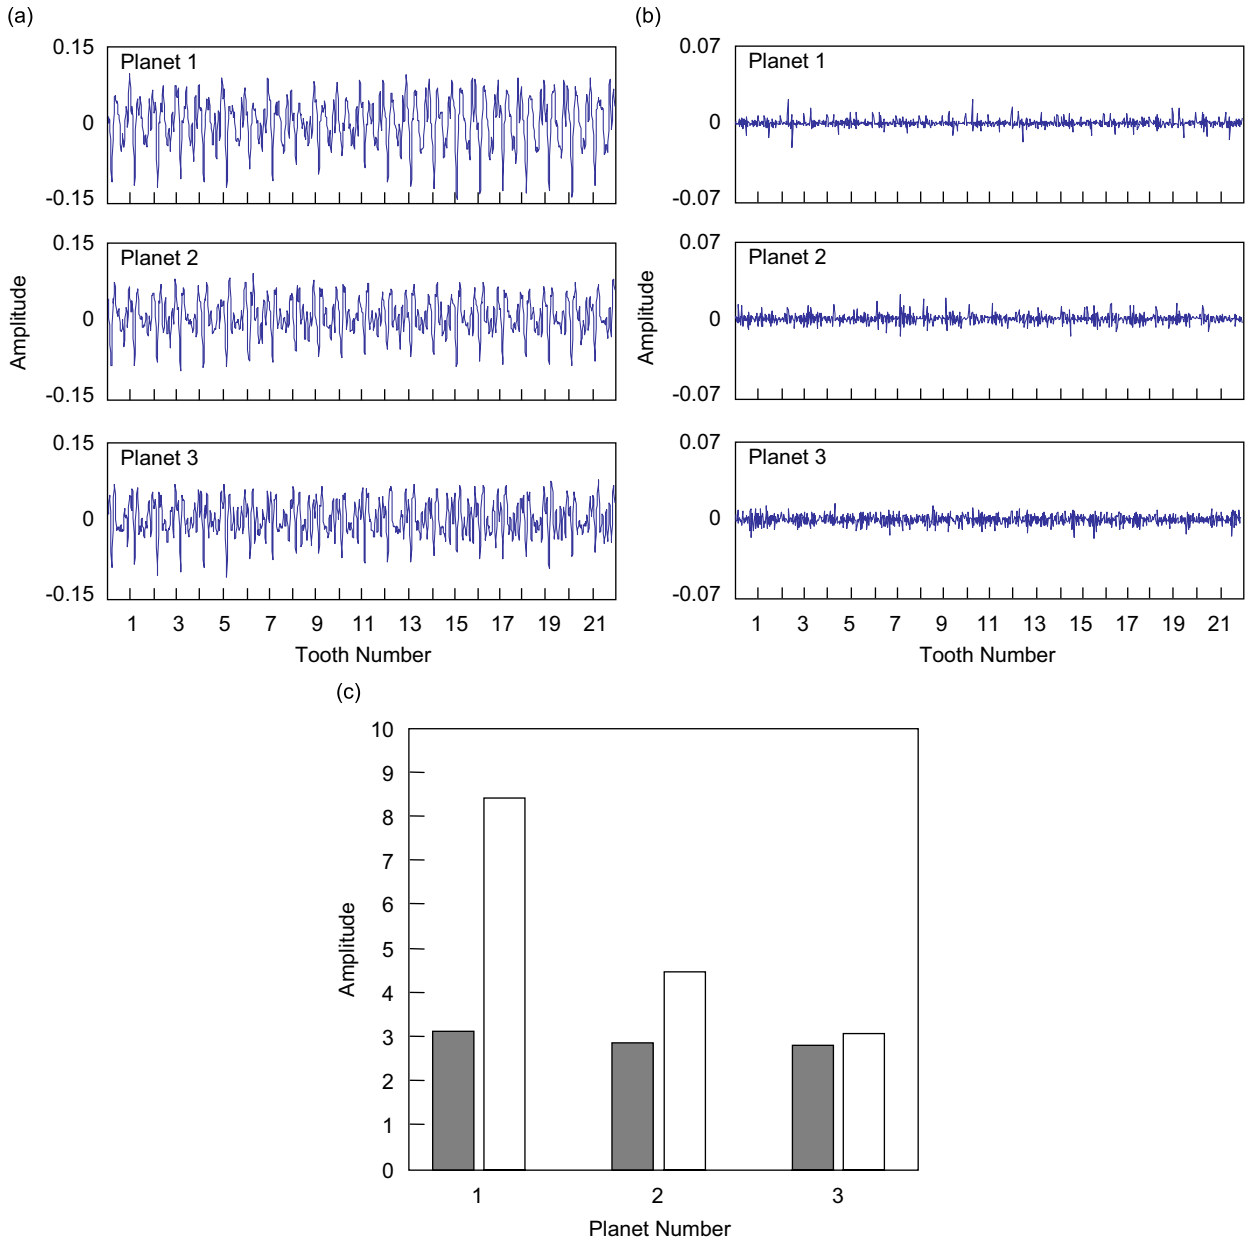 (a)
0.15
Planet 1
0
-0.15
0.15
Planet 2
0
-0.15
0.15
Planet 3
0
-0.15
Amplitude
1 3 5 7 9 11 13 15 17 19 21
Tooth Number
(b)
0.07
Planet 1
0
-0.07
0.07
Planet 2
0
-0.07
0.07
Planet 3
0
-0.07
Amplitude
1 3 5 7 9 11 13 15 17 19 21
Tooth Number
(c)
10
9
8
7
6
5
4
3
2
1
0
Amplitude
1 2 3
Planet Number